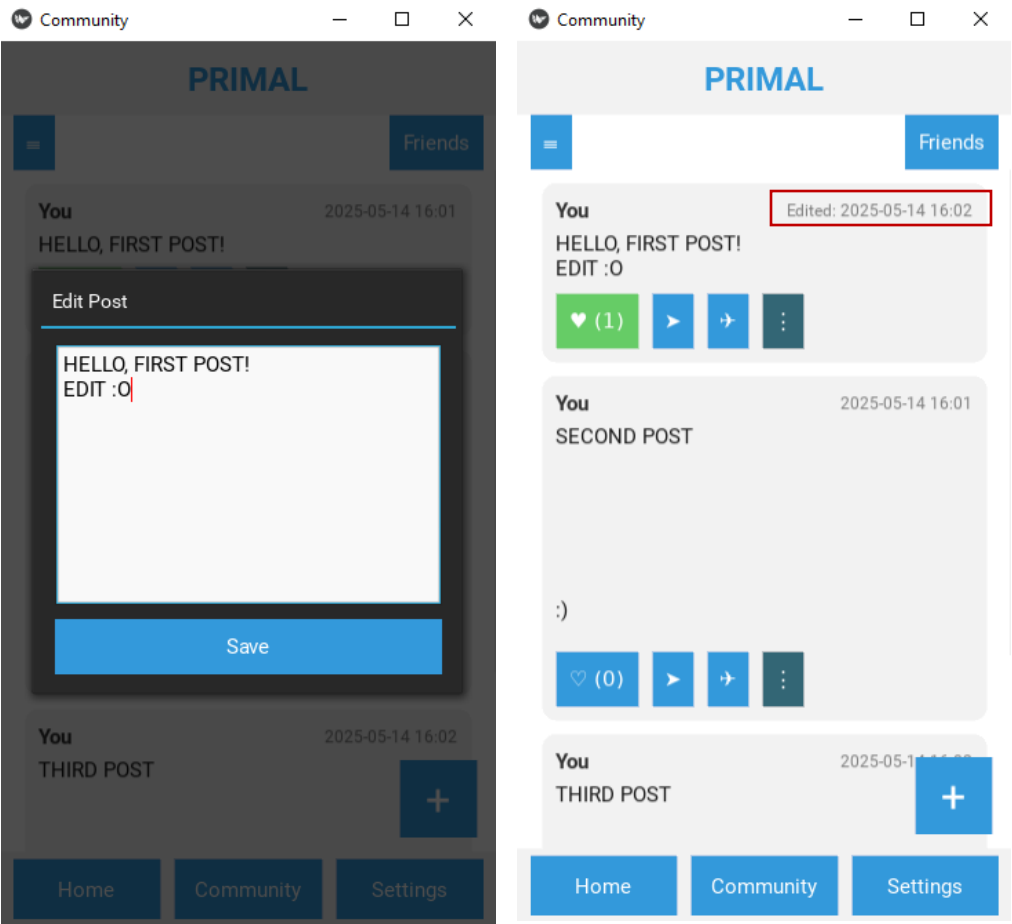 Community
PRIMAL
≡
Friends
You 2025-05-14 16:01
HELLO, FIRST POST!
Edit Post
HELLO, FIRST POST!
EDIT :O
Save
You 2025-05-14 16:02
THIRD POST
+
Home Community Settings
Community
PRIMAL
≡
Friends
You Edited: 2025-05-14 16:02
HELLO, FIRST POST!
EDIT :O
♥ (1) ➤ ✈ ⋮
You 2025-05-14 16:01
SECOND POST
:)
♡ (0) ➤ ✈ ⋮
You 2025-05-1
THIRD POST
+
Home Community Settings